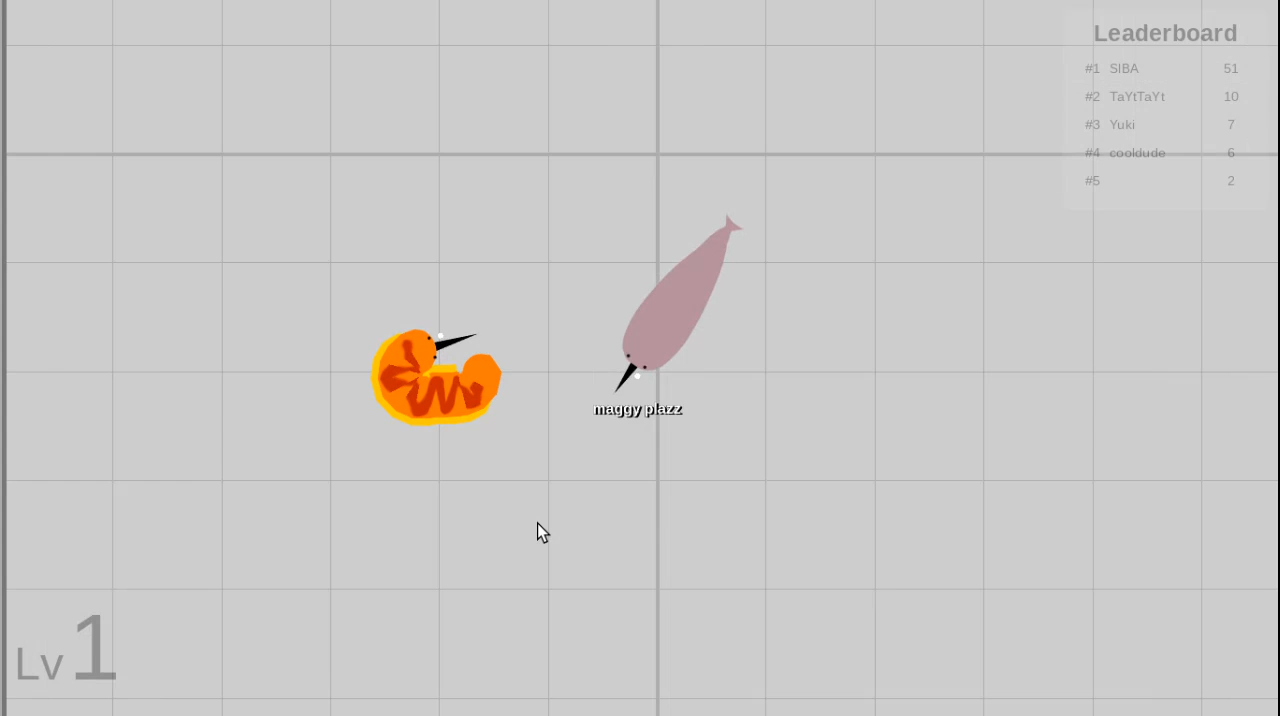 Leaderboard
#1 SIBA 51
#2 TaYtTaYt 10
#3 Yuki 7
#4 cooldude 6
#5 2
maggy plazz
Lv 1